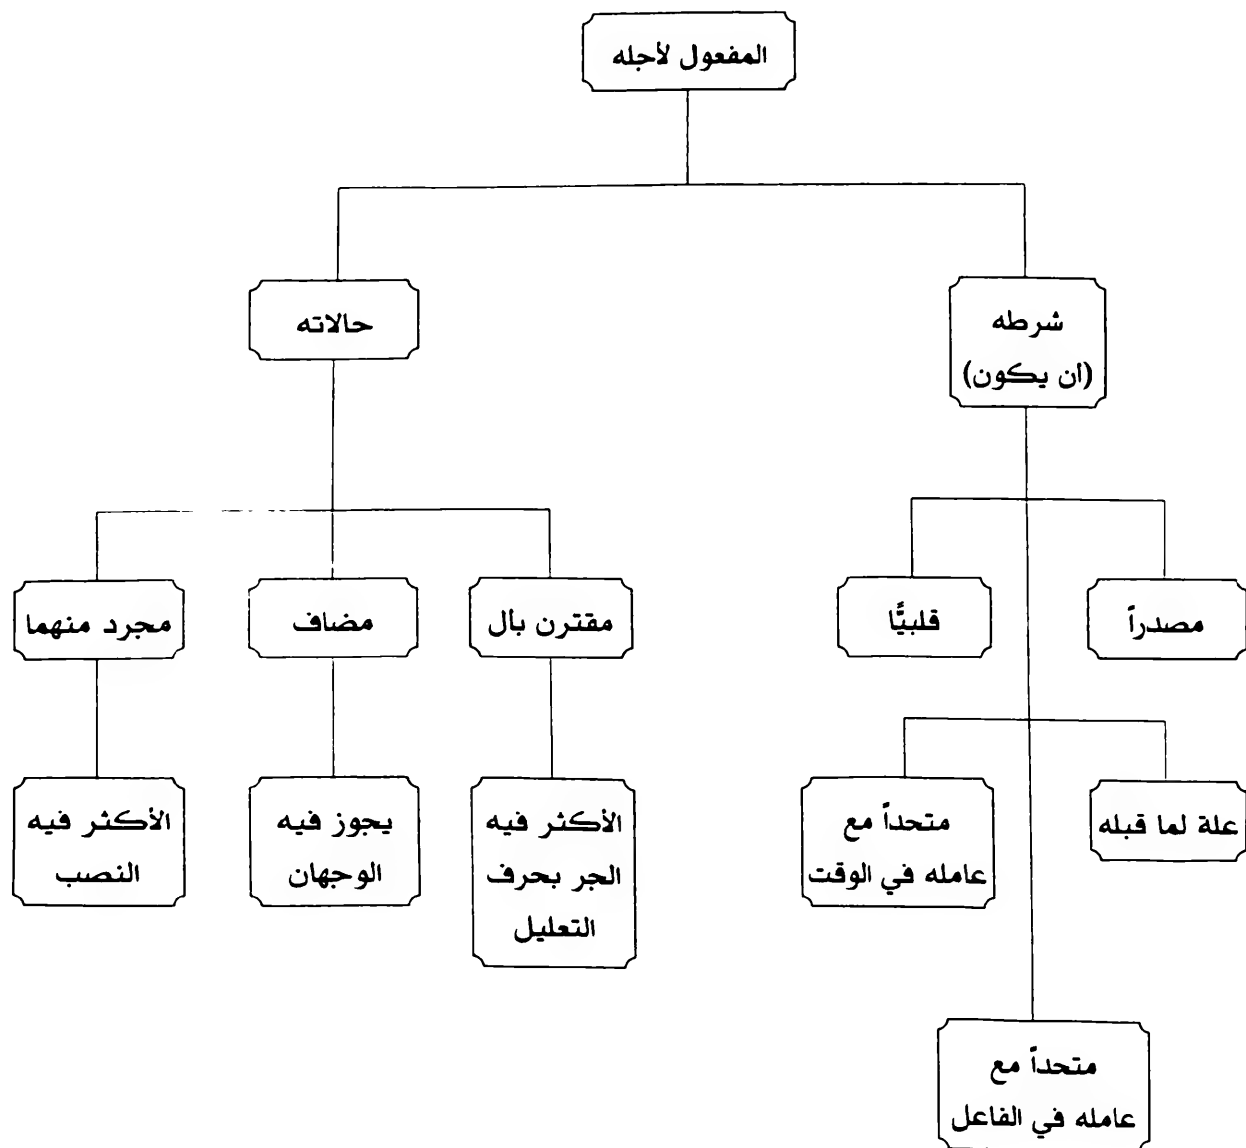 المفعول لأجله
شرطه
(ان يكون)
حالاته
مصدراً
قلبيًّا
علة لما قبله
متحداً مع
عامله في الوقت
متحداً مع
عامله في الفاعل
مقترن بال
مضاف
مجرد منهما
الأكثر فيه
الجر بحرف
التعليل
يجوز فيه
الوجهان
الأكثر فيه
النصب